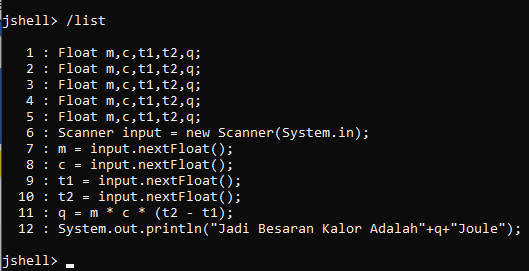 jshell> /list
1 : Float m,c,t1,t2,q;
2 : Float m,c,t1,t2,q;
3 : Float m,c,t1,t2,q;
4 : Float m,c,t1,t2,q;
5 : Float m,c,t1,t2,q;
6 : Scanner input = new Scanner(System.in);
7 : m = input.nextFloat();
8 : c = input.nextFloat();
9 : t1 = input.nextFloat();
10 : t2 = input.nextFloat();
11 : q = m * c * (t2 - t1);
12 : System.out.println("Jadi Besaran Kalor Adalah"+q+"Joule");
jshell> _